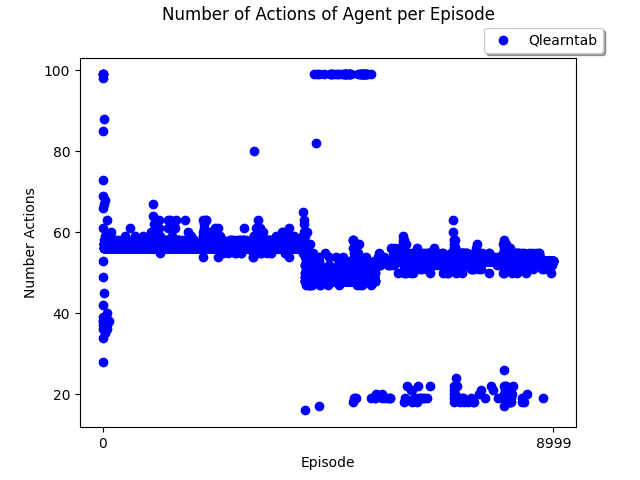 Number of Actions of Agent per Episode
Qlearntab
100
80
60
40
20
Number Actions
0
8999
Episode